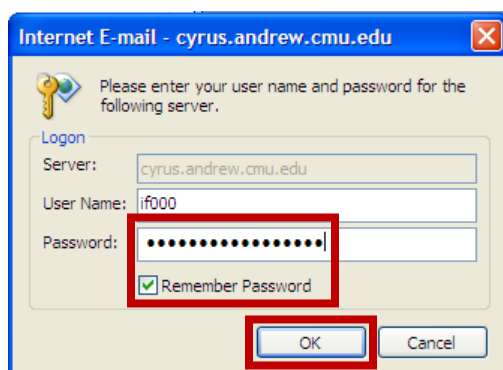 Internet E-mail - cyrus.andrew.cmu.edu
Please enter your user name and password for the
following server.
Logon
Server: cyrus.andrew.cmu.edu
User Name: if000
Password: •••••••••••••••••
Remember Password
OK Cancel